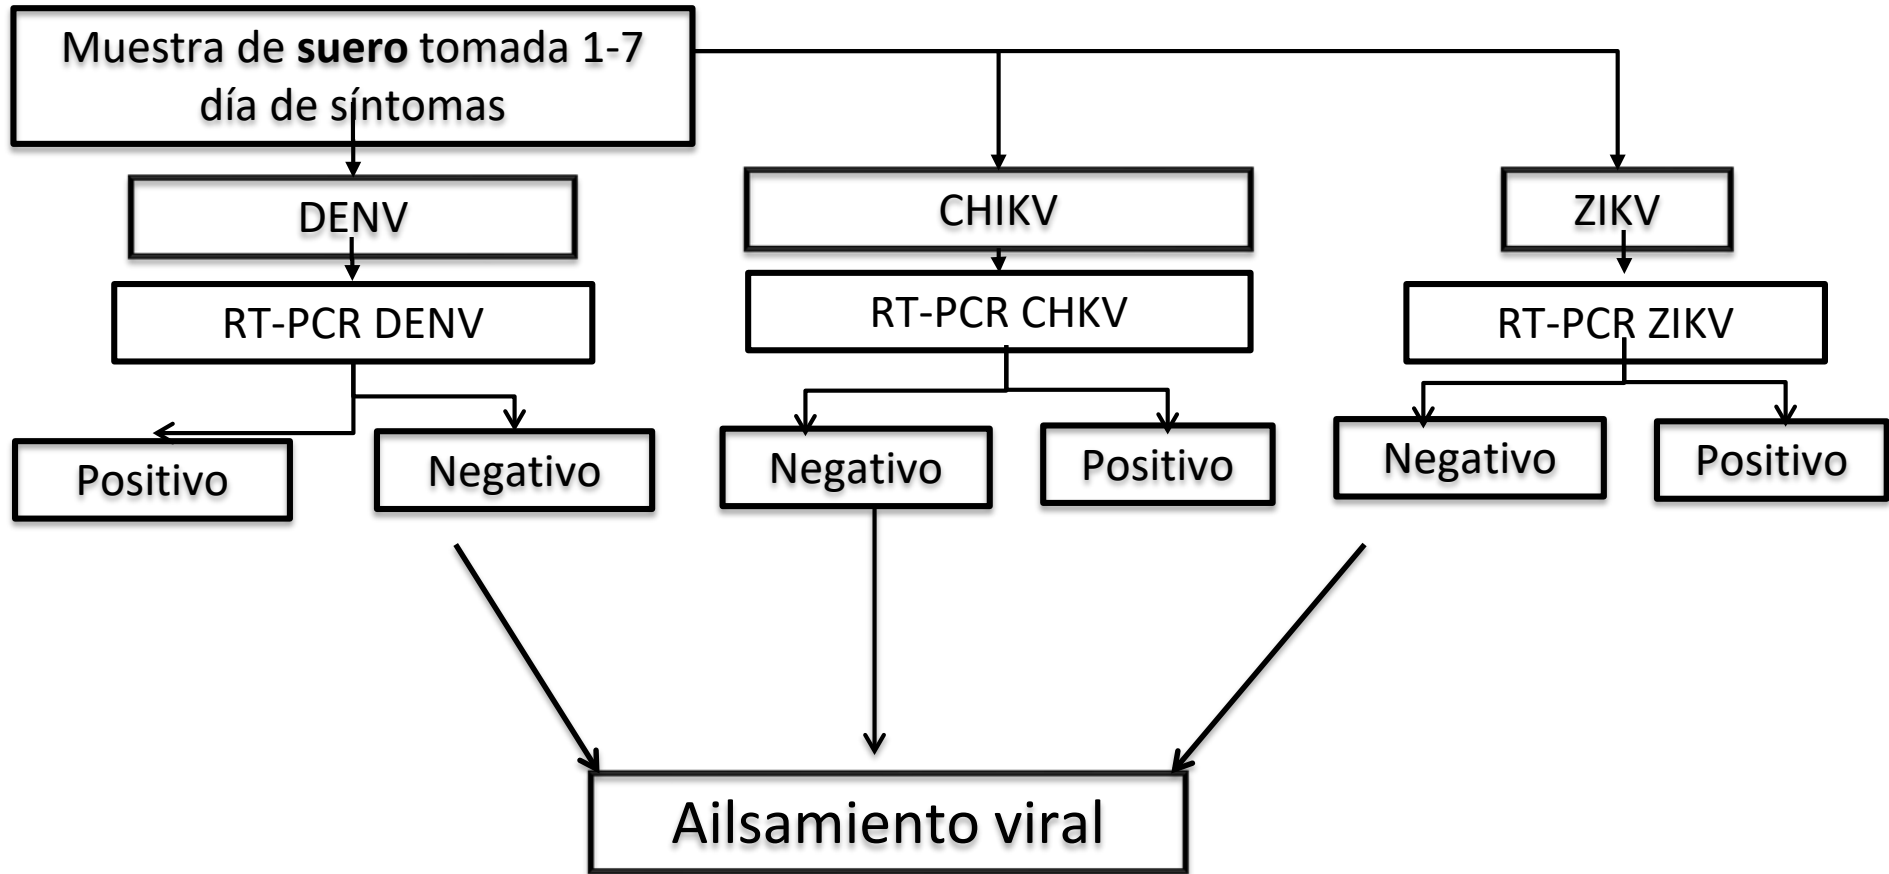 Muestra de suero tomada 1-7
día de síntomas
DENV
CHIKV
ZIKV
RT-PCR DENV
RT-PCR CHKV
RT-PCR ZIKV
Positivo
Negativo
Negativo
Positivo
Negativo
Positivo
Ailsamiento viral